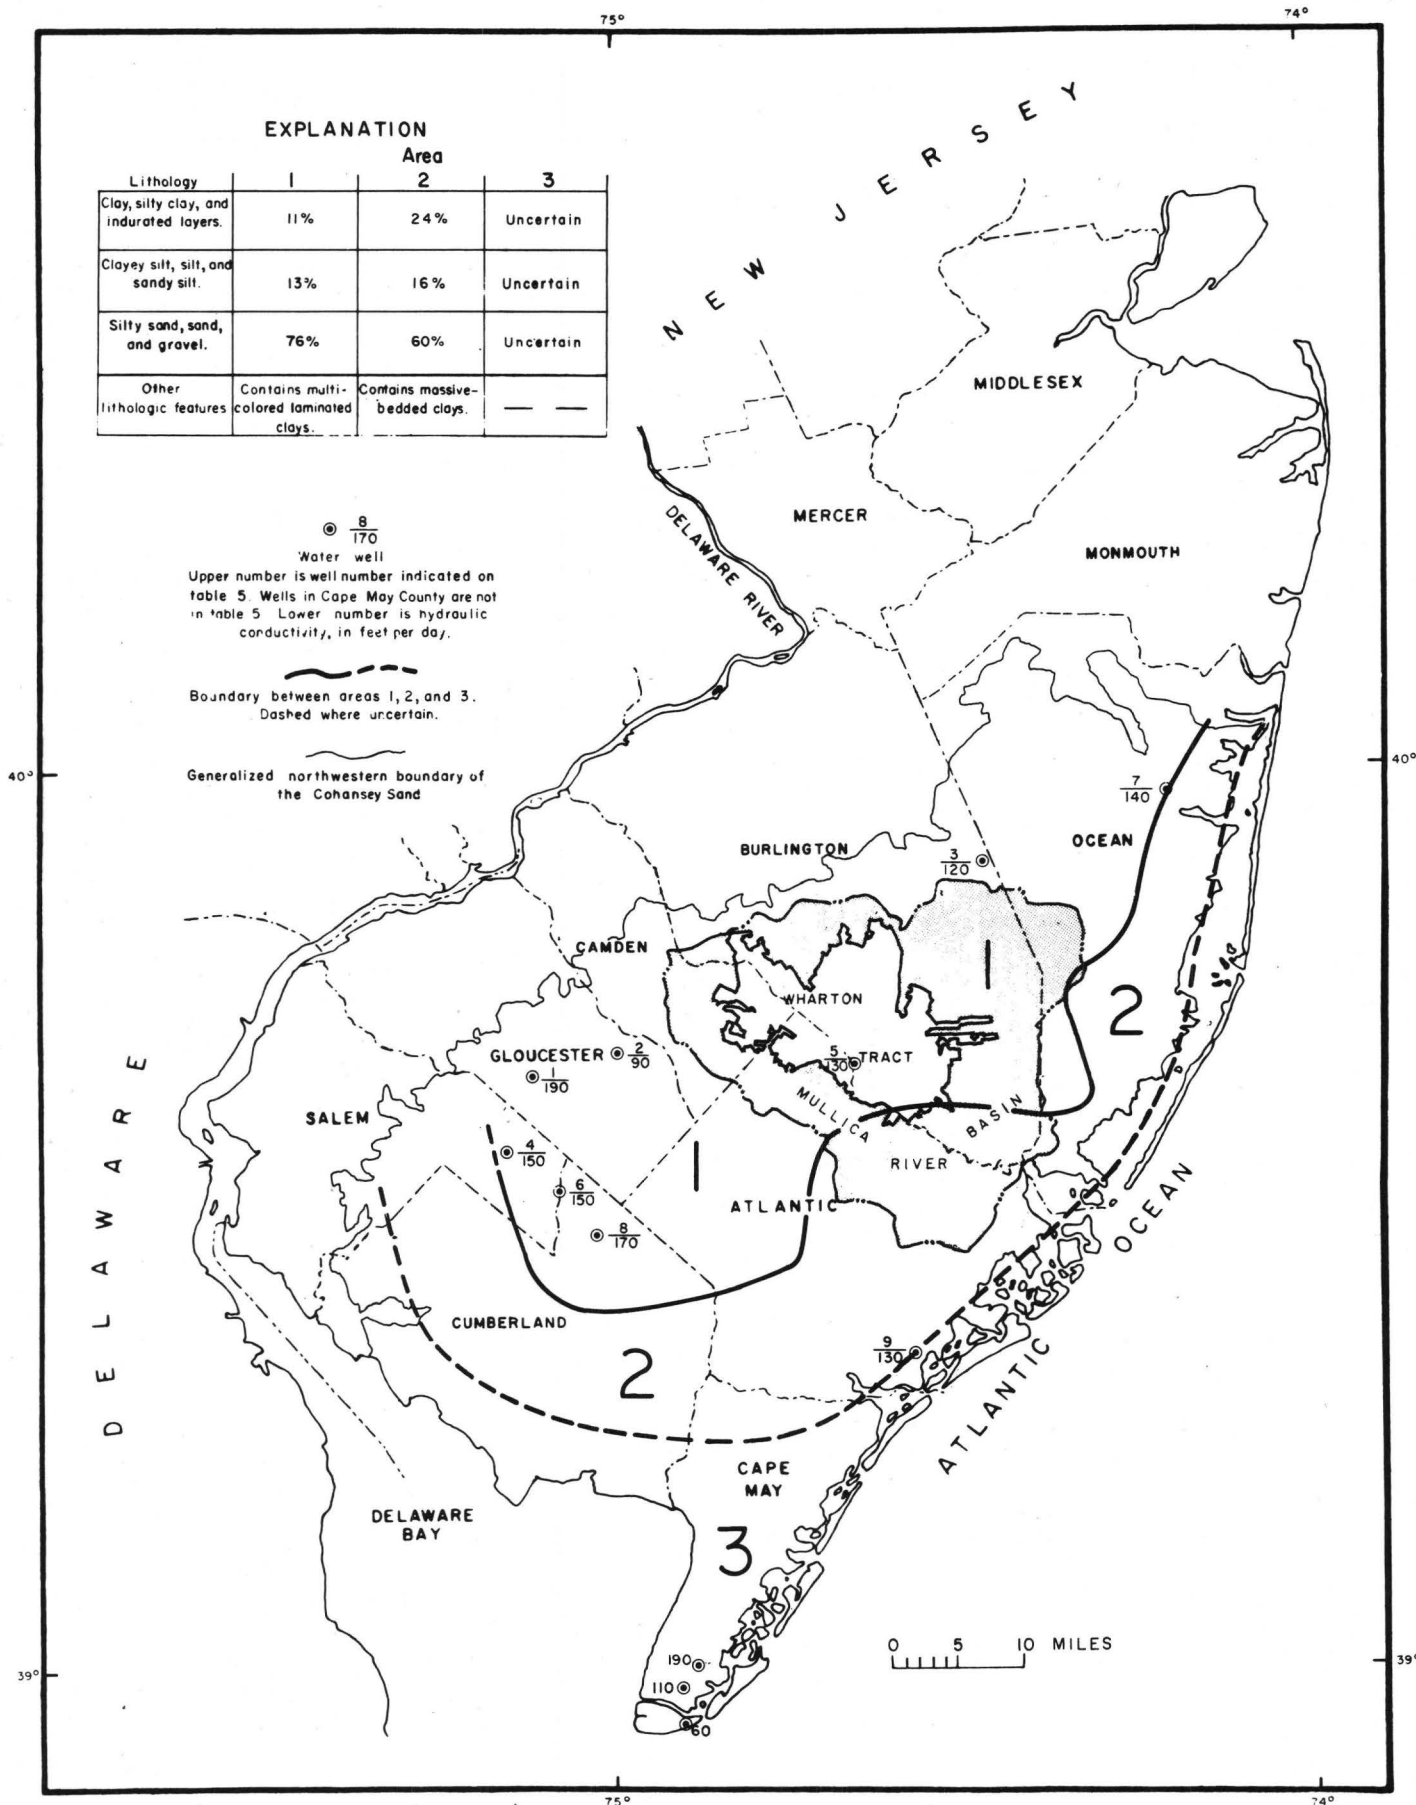 75°
74°
NEW JERSEY
EXPLANATION
Area
Lithology 1 2 3
Clay, silty clay, and
indurated layers.
11% 24% Uncertain
Clayey silt, silt, and
sandy silt.
13% 16% Uncertain
Silty sand, sand,
and gravel.
76% 60% Uncertain
Other
lithologic features
Contains multi-
colored laminated
clays.
Contains massive-
bedded clays.
— —
8
170
Water well
Upper number is well number indicated on
table 5. Wells in Cape May County are not
in table 5 Lower number is hydraulic
conductivity, in feet per day.
Boundary between areas 1, 2, and 3.
Dashed where uncertain.
Generalized northwestern boundary of
the Cohansey Sand
MIDDLESEX
MERCER
MONMOUTH
DELAWARE RIVER
40°
40°
7
140
OCEAN
BURLINGTON
3
120
CAMDEN
1
WHARTON
2
GLOUCESTER
2
90
1
190
5
130
TRACT
MULLICA
BASIN
RIVER
SALEM
4
150
1
6
150
ATLANTIC
8
170
DELAWARE
CUMBERLAND
2
9
130
ATLANTIC OCEAN
CAPE
MAY
DELAWARE
BAY
3
190
110
60
0 5 10 MILES
39°
39°
75°
74°